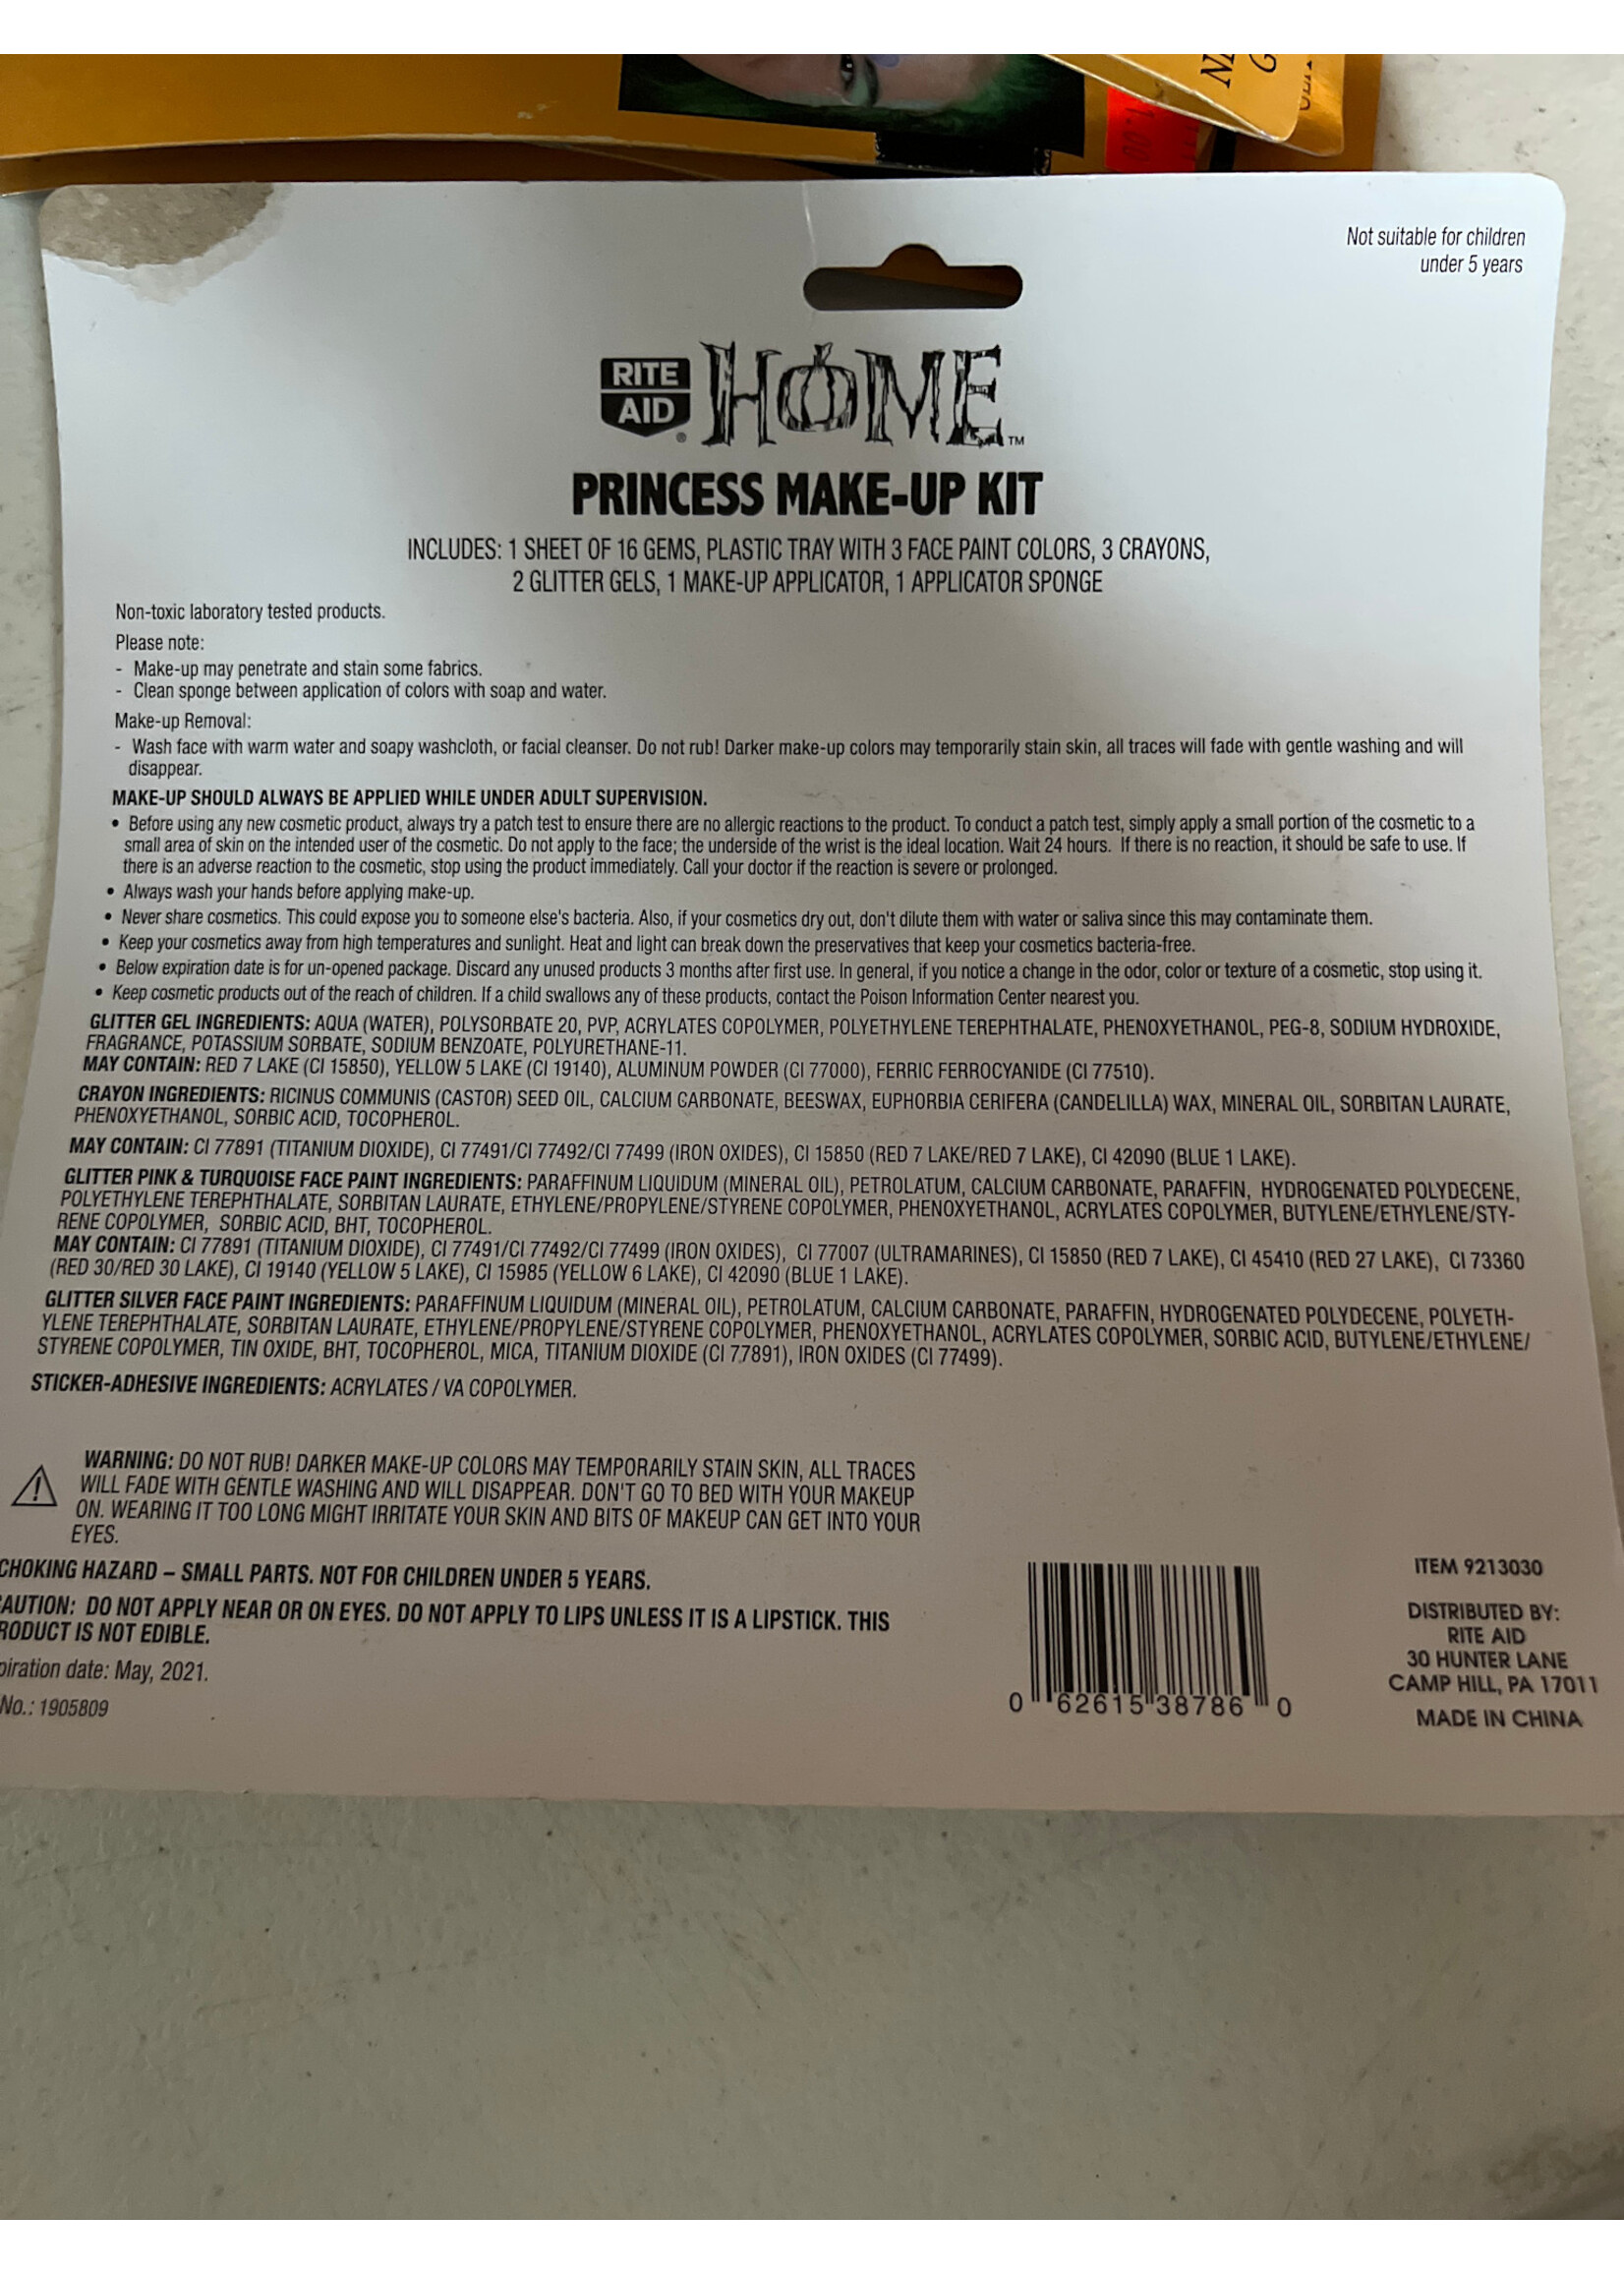 1.00
Not suitable for children
under 5 years
RITE
AID
® HOME™
PRINCESS MAKE-UP KIT
INCLUDES: 1 SHEET OF 16 GEMS, PLASTIC TRAY WITH 3 FACE PAINT COLORS, 3 CRAYONS,
2 GLITTER GELS, 1 MAKE-UP APPLICATOR, 1 APPLICATOR SPONGE
Non-toxic laboratory tested products.
Please note:
- Make-up may penetrate and stain some fabrics.
- Clean sponge between application of colors with soap and water.
Make-up Removal:
- Wash face with warm water and soapy washcloth, or facial cleanser. Do not rub! Darker make-up colors may temporarily stain skin, all traces will fade with gentle washing and will
disappear.
MAKE-UP SHOULD ALWAYS BE APPLIED WHILE UNDER ADULT SUPERVISION.
• Before using any new cosmetic product, always try a patch test to ensure there are no allergic reactions to the product. To conduct a patch test, simply apply a small portion of the cosmetic to a
small area of skin on the intended user of the cosmetic. Do not apply to the face; the underside of the wrist is the ideal location. Wait 24 hours. If there is no reaction, it should be safe to use. If
there is an adverse reaction to the cosmetic, stop using the product immediately. Call your doctor if the reaction is severe or prolonged.
• Always wash your hands before applying make-up.
• Never share cosmetics. This could expose you to someone else's bacteria. Also, if your cosmetics dry out, don't dilute them with water or saliva since this may contaminate them.
• Keep your cosmetics away from high temperatures and sunlight. Heat and light can break down the preservatives that keep your cosmetics bacteria-free.
• Below expiration date is for un-opened package. Discard any unused products 3 months after first use. In general, if you notice a change in the odor, color or texture of a cosmetic, stop using it.
• Keep cosmetic products out of the reach of children. If a child swallows any of these products, contact the Poison Information Center nearest you.
GLITTER GEL INGREDIENTS: AQUA (WATER), POLYSORBATE 20, PVP, ACRYLATES COPOLYMER, POLYETHYLENE TEREPHTHALATE, PHENOXYETHANOL, PEG-8, SODIUM HYDROXIDE,
FRAGRANCE, POTASSIUM SORBATE, SODIUM BENZOATE, POLYURETHANE-11.
MAY CONTAIN: RED 7 LAKE (CI 15850), YELLOW 5 LAKE (CI 19140), ALUMINUM POWDER (CI 77000), FERRIC FERROCYANIDE (CI 77510).
CRAYON INGREDIENTS: RICINUS COMMUNIS (CASTOR) SEED OIL, CALCIUM CARBONATE, BEESWAX, EUPHORBIA CERIFERA (CANDELILLA) WAX, MINERAL OIL, SORBITAN LAURATE,
PHENOXYETHANOL, SORBIC ACID, TOCOPHEROL.
MAY CONTAIN: CI 77891 (TITANIUM DIOXIDE), CI 77491/CI 77492/CI 77499 (IRON OXIDES), CI 15850 (RED 7 LAKE/RED 7 LAKE), CI 42090 (BLUE 1 LAKE).
GLITTER PINK & TURQUOISE FACE PAINT INGREDIENTS: PARAFFINUM LIQUIDUM (MINERAL OIL), PETROLATUM, CALCIUM CARBONATE, PARAFFIN, HYDROGENATED POLYDECENE,
POLYETHYLENE TEREPHTHALATE, SORBITAN LAURATE, ETHYLENE/PROPYLENE/STYRENE COPOLYMER, PHENOXYETHANOL, ACRYLATES COPOLYMER, BUTYLENE/ETHYLENE/STY-
RENE COPOLYMER, SORBIC ACID, BHT, TOCOPHEROL.
MAY CONTAIN: CI 77891 (TITANIUM DIOXIDE), CI 77491/CI 77492/CI 77499 (IRON OXIDES), CI 77007 (ULTRAMARINES), CI 15850 (RED 7 LAKE), CI 45410 (RED 27 LAKE), CI 73360
(RED 30/RED 30 LAKE), CI 19140 (YELLOW 5 LAKE), CI 15985 (YELLOW 6 LAKE), CI 42090 (BLUE 1 LAKE).
GLITTER SILVER FACE PAINT INGREDIENTS: PARAFFINUM LIQUIDUM (MINERAL OIL), PETROLATUM, CALCIUM CARBONATE, PARAFFIN, HYDROGENATED POLYDECENE, POLYETH-
YLENE TEREPHTHALATE, SORBITAN LAURATE, ETHYLENE/PROPYLENE/STYRENE COPOLYMER, PHENOXYETHANOL, ACRYLATES COPOLYMER, SORBIC ACID, BUTYLENE/ETHYLENE/
STYRENE COPOLYMER, TIN OXIDE, BHT, TOCOPHEROL, MICA, TITANIUM DIOXIDE (CI 77891), IRON OXIDES (CI 77499).
STICKER-ADHESIVE INGREDIENTS: ACRYLATES / VA COPOLYMER.
WARNING: DO NOT RUB! DARKER MAKE-UP COLORS MAY TEMPORARILY STAIN SKIN, ALL TRACES
WILL FADE WITH GENTLE WASHING AND WILL DISAPPEAR. DON'T GO TO BED WITH YOUR MAKEUP
ON. WEARING IT TOO LONG MIGHT IRRITATE YOUR SKIN AND BITS OF MAKEUP CAN GET INTO YOUR
EYES.
CHOKING HAZARD – SMALL PARTS. NOT FOR CHILDREN UNDER 5 YEARS.
AUTION: DO NOT APPLY NEAR OR ON EYES. DO NOT APPLY TO LIPS UNLESS IT IS A LIPSTICK. THIS
RODUCT IS NOT EDIBLE.
piration date: May, 2021.
No.: 1905809
0 62615 38786 0
ITEM 9213030
DISTRIBUTED BY:
RITE AID
30 HUNTER LANE
CAMP HILL, PA 17011
MADE IN CHINA